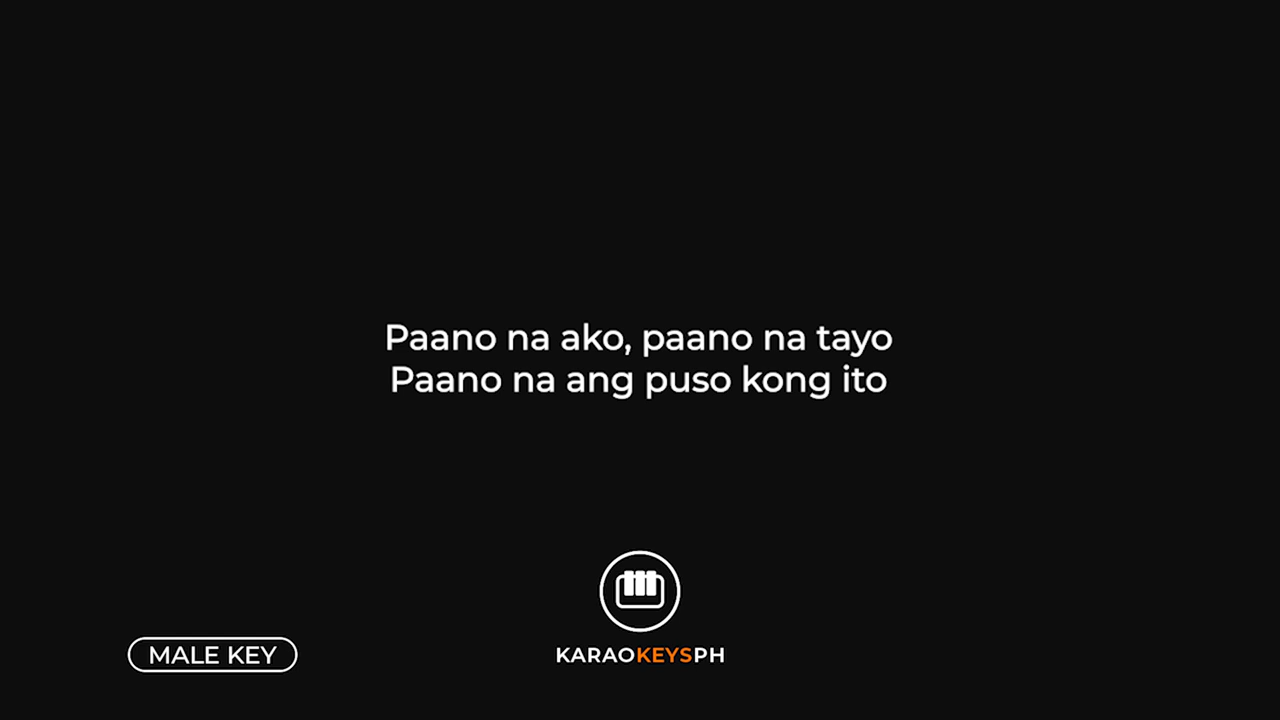 Paano na ako, paano na tayo
Paano na ang puso kong ito
MALE KEY
KARAOKEYSPH